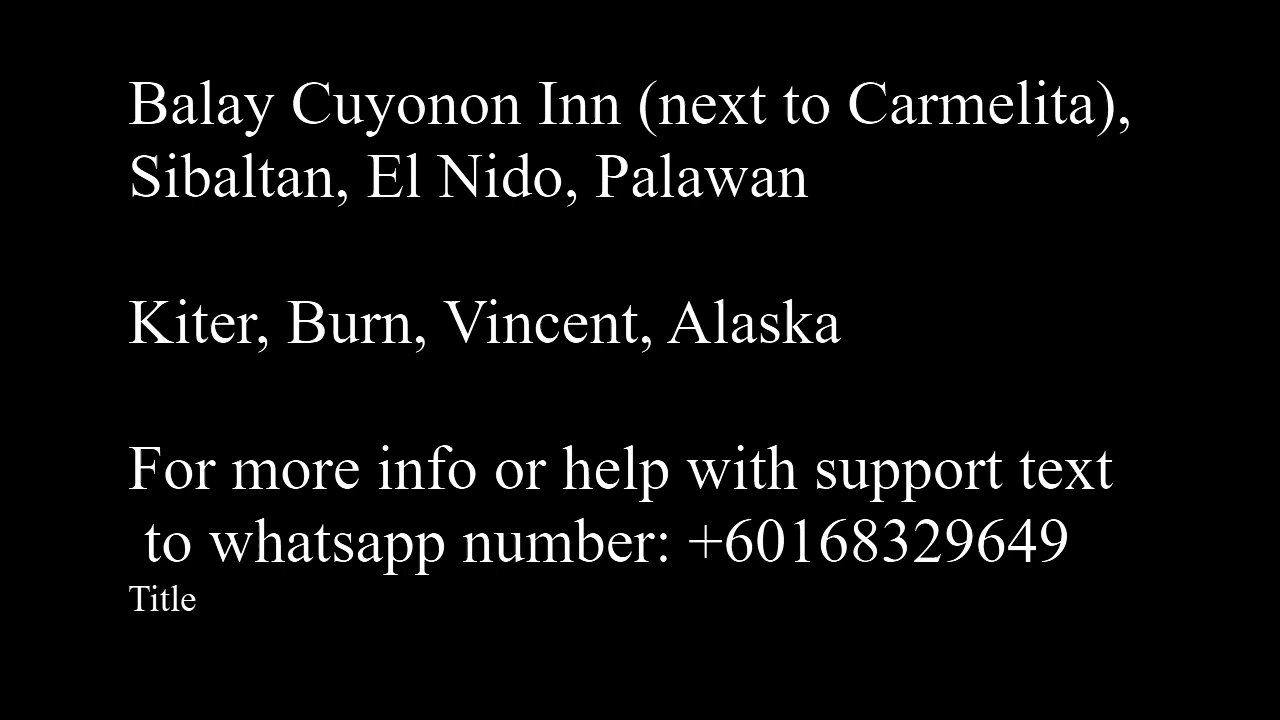 Balay Cuyonon Inn (next to Carmelita),
Sibaltan, El Nido, Palawan
Kiter, Burn, Vincent, Alaska
For more info or help with support text
to whatsapp number: +60168329649
Title